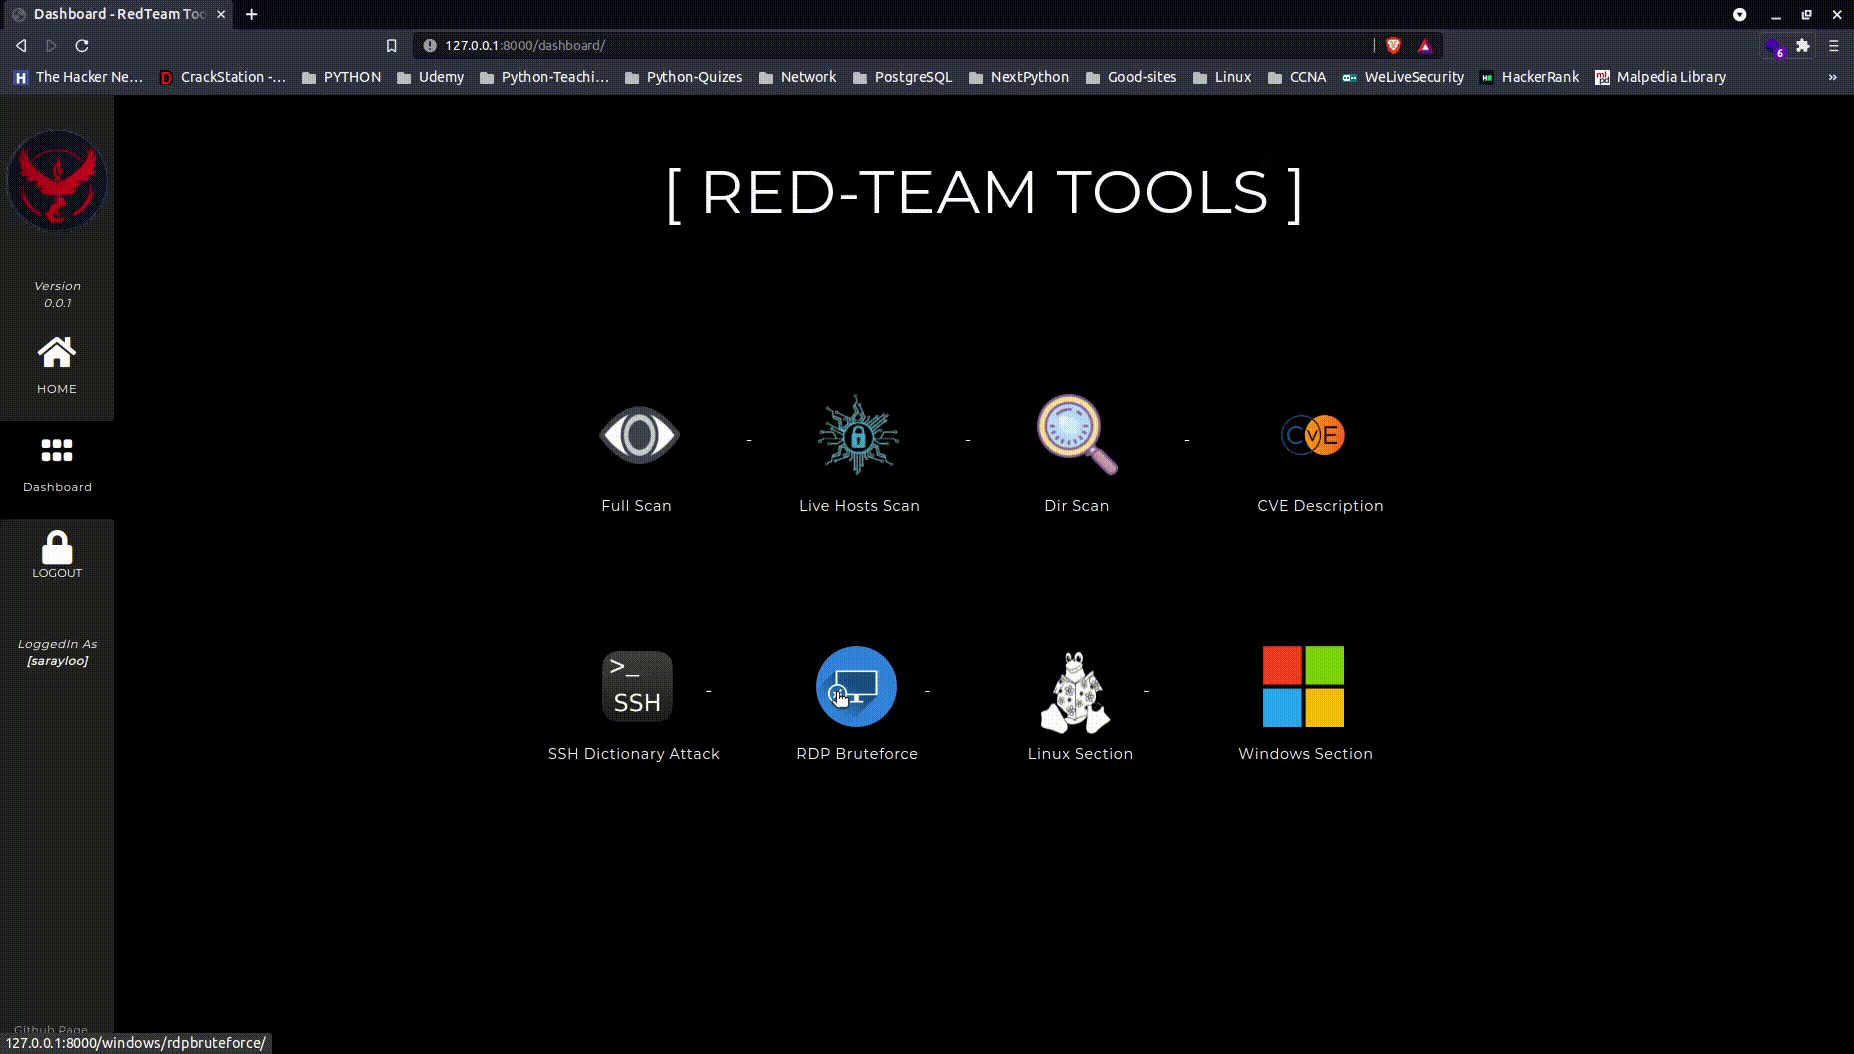 Dashboard - RedTeam Too
127.0.0.1:8000/dashboard/
6
H The Hacker Ne... D CrackStation -... PYTHON Udemy Python-Teachi... Python-Quizes Network PostgreSQL NextPython Good-sites Linux CCNA WeLiveSecurity HackerRank Malpedia Library »
[ RED-TEAM TOOLS ]
Version
0.0.1
HOME
Dashboard
LOGOUT
LoggedIn As
[sarayloo]
CVE
- - -
Full Scan Live Hosts Scan Dir Scan CVE Description
>_
SSH
- - -
SSH Dictionary Attack RDP Bruteforce Linux Section Windows Section
Github Page
127.0.0.1:8000/windows/rdpbruteforce/